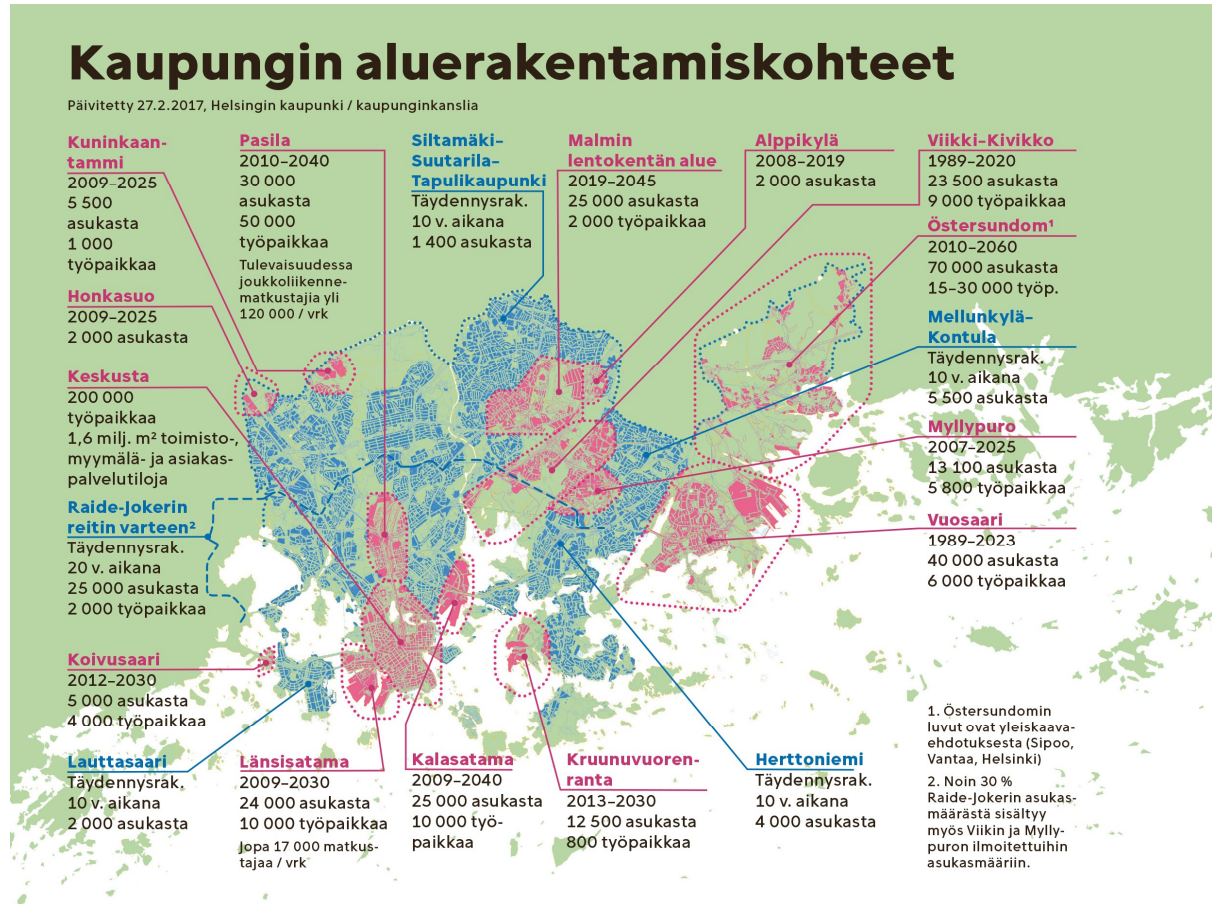 Kaupungin aluerakentamiskohteet
Päivitetty 27.2.2017, Helsingin kaupunki / kaupunginkanslia
Kuninkaan-
tammi
2009–2025
5 500
asukasta
1 000
työpaikkaa
Honkasuo
2009–2025
2 000 asukasta
Keskusta
200 000
työpaikkaa
1,6 milj. m² toimisto-,
myymälä- ja asiakas-
palvelutiloja
Raide-Jokerin
reitin varteen²
Täydennysrak.
20 v. aikana
25 000 asukasta
2 000 työpaikkaa
Koivusaari
2012–2030
5 000 asukasta
4 000 työpaikkaa
Lauttasaari
Täydennysrak.
10 v. aikana
2 000 asukasta
Pasila
2010–2040
30 000
asukasta
50 000
työpaikkaa
Tulevaisuudessa
joukkoliikenne-
matkustajia yli
120 000 / vrk
Länsisatama
2009–2030
24 000 asukasta
10 000 työpaikkaa
Jopa 17 000 matkus-
tajaa / vrk
Siltamäki–
Suutarila–
Tapulikaupunki
Täydennysrak.
10 v. aikana
1 400 asukasta
Kalasatama
2009–2040
25 000 asukasta
10 000 työ-
paikkaa
Malmin
lentokentän alue
2019–2045
25 000 asukasta
2 000 työpaikkaa
Kruunuvuoren-
ranta
2013–2030
12 500 asukasta
800 työpaikkaa
Alppikylä
2008–2019
2 000 asukasta
Herttoniemi
Täydennysrak.
10 v. aikana
4 000 asukasta
Viikki–Kivikko
1989–2020
23 500 asukasta
9 000 työpaikkaa
Östersundom¹
2010–2060
70 000 asukasta
15–30 000 työp.
Mellunkylä–
Kontula
Täydennysrak.
10 v. aikana
5 500 asukasta
Myllypuro
2007–2025
13 100 asukasta
5 800 työpaikkaa
Vuosaari
1989–2023
40 000 asukasta
6 000 työpaikkaa
1. Östersundomin
luvut ovat yleiskaava-
ehdotuksesta (Sipoo,
Vantaa, Helsinki)
2. Noin 30 %
Raide-Jokerin asukas-
määrästä sisältyy
myös Viikin ja Mylly-
puron ilmoitettuihin
asukasmääriin.